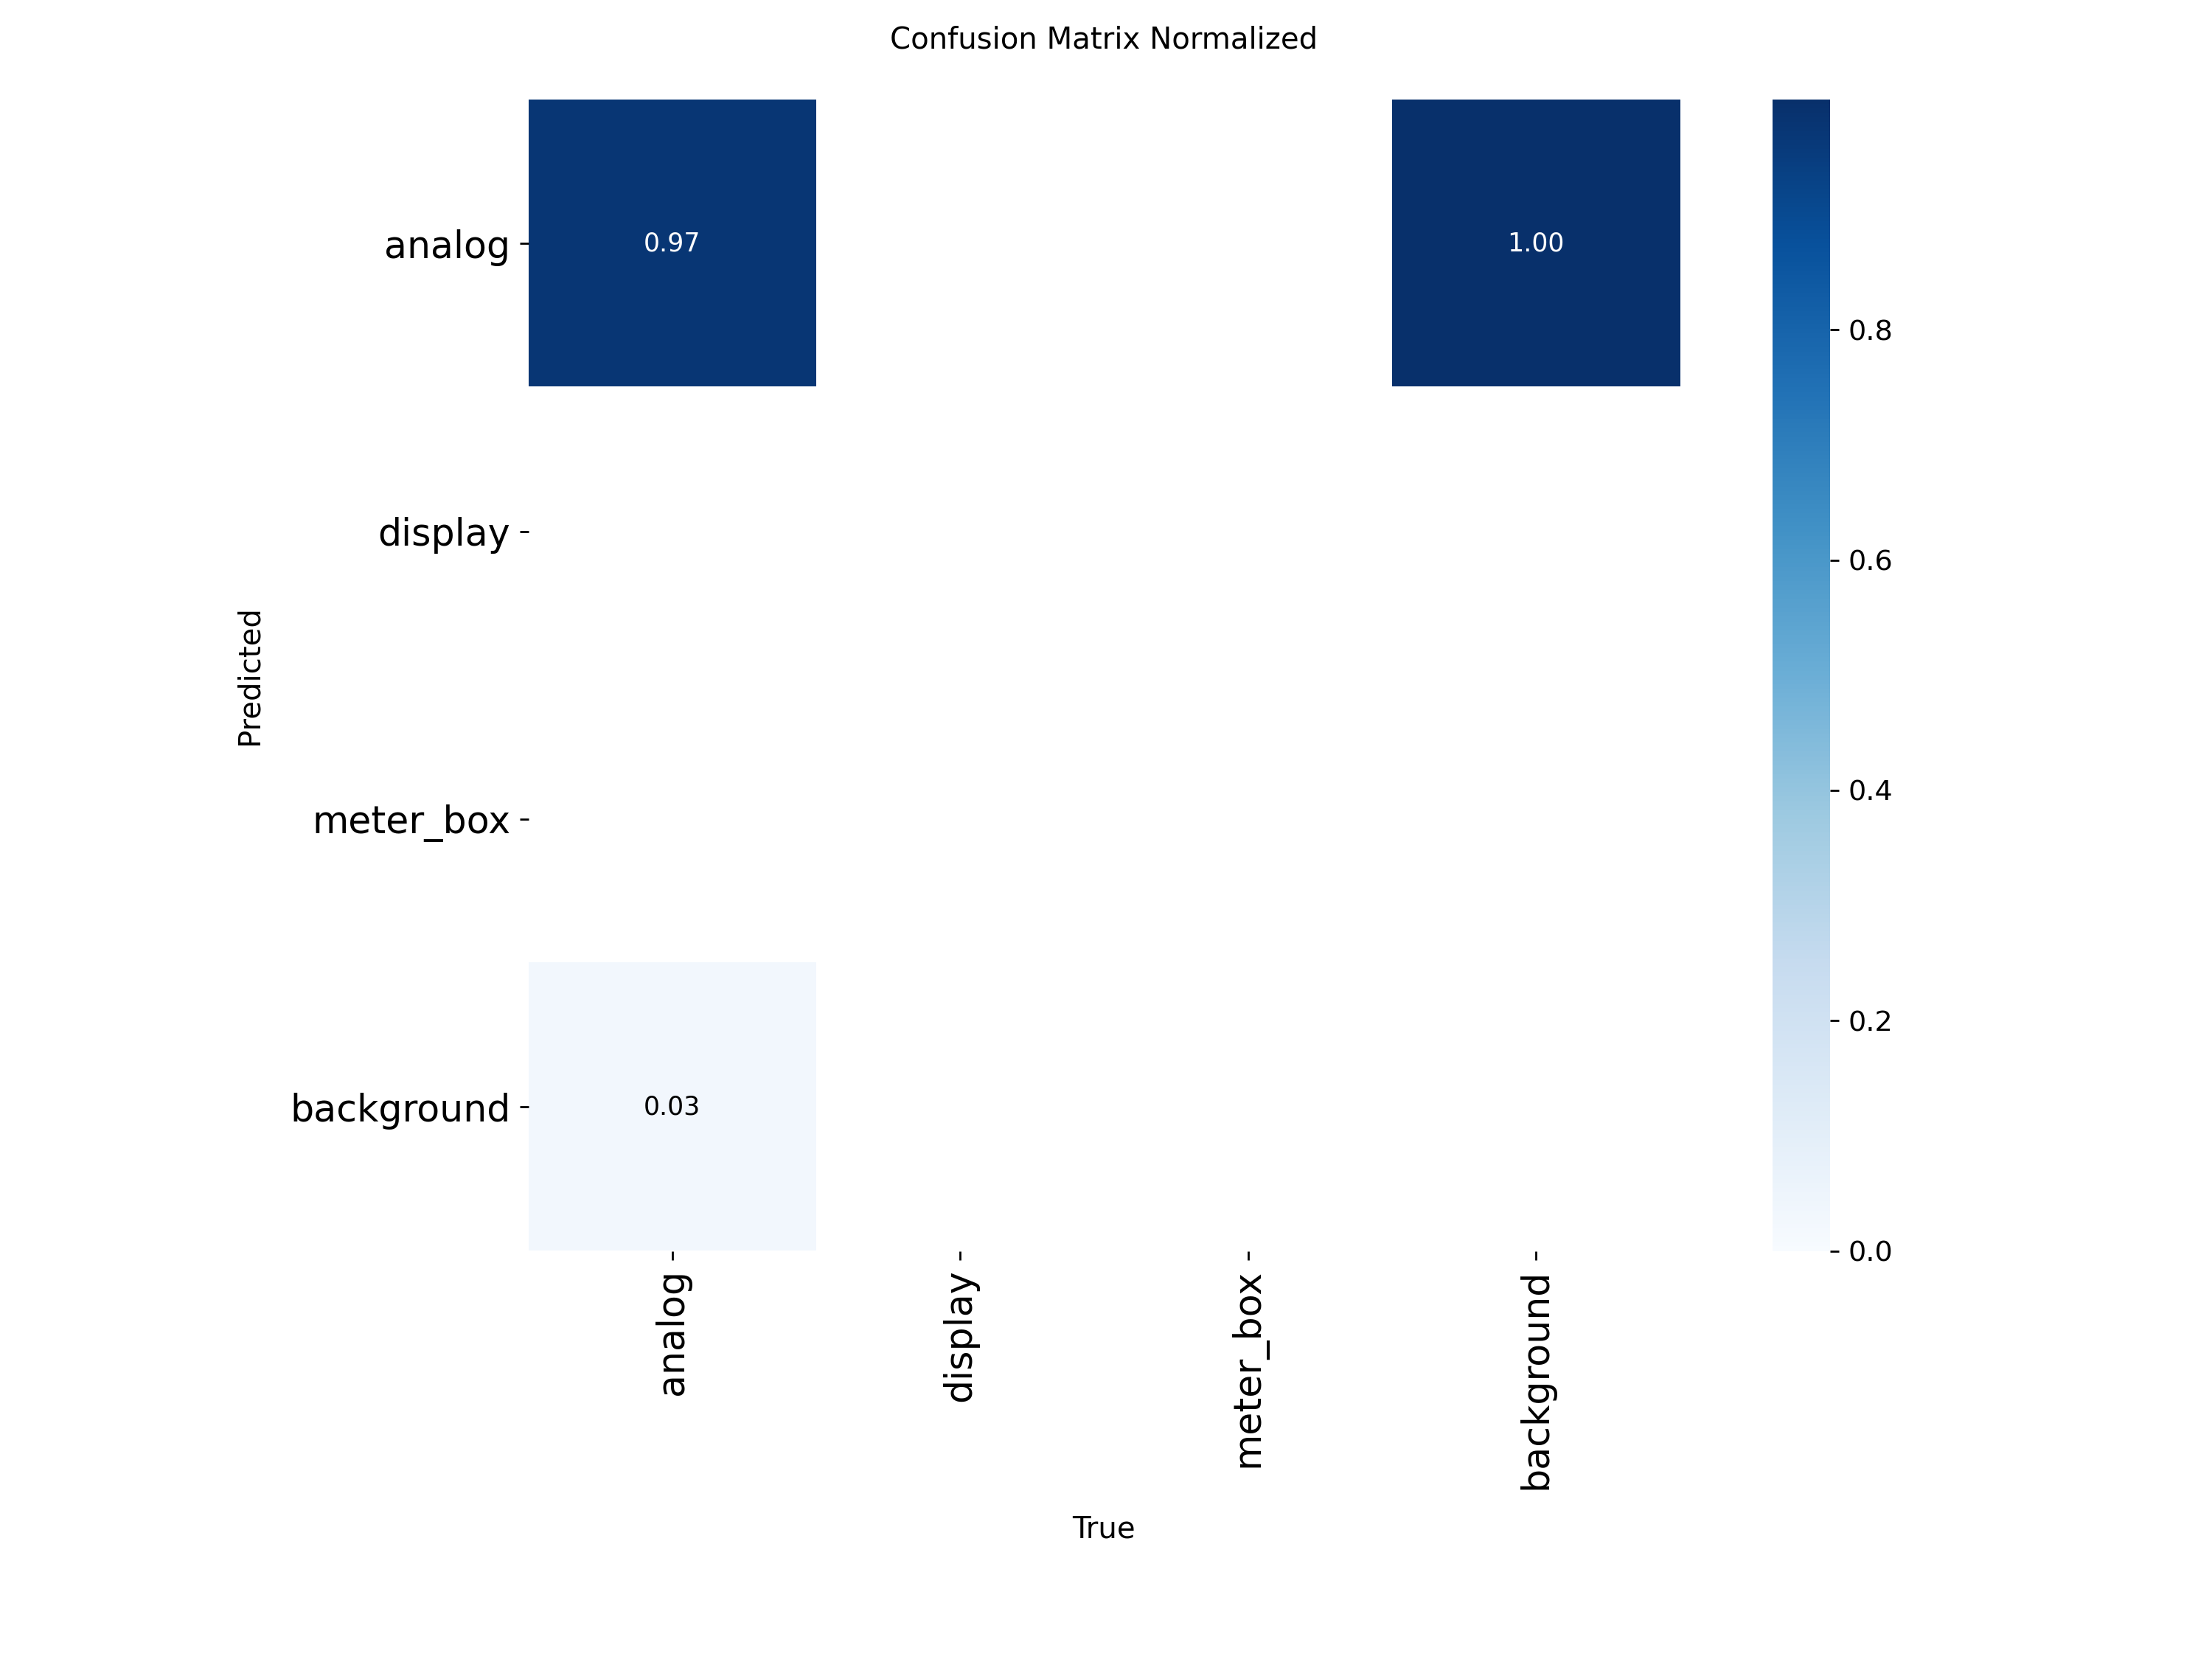 Confusion Matrix Normalized
analog
0.97
1.00
0.8
display
0.6
Predicted
meter_box
0.4
0.2
background
0.03
0.0
analog
display
meter_box
background
True